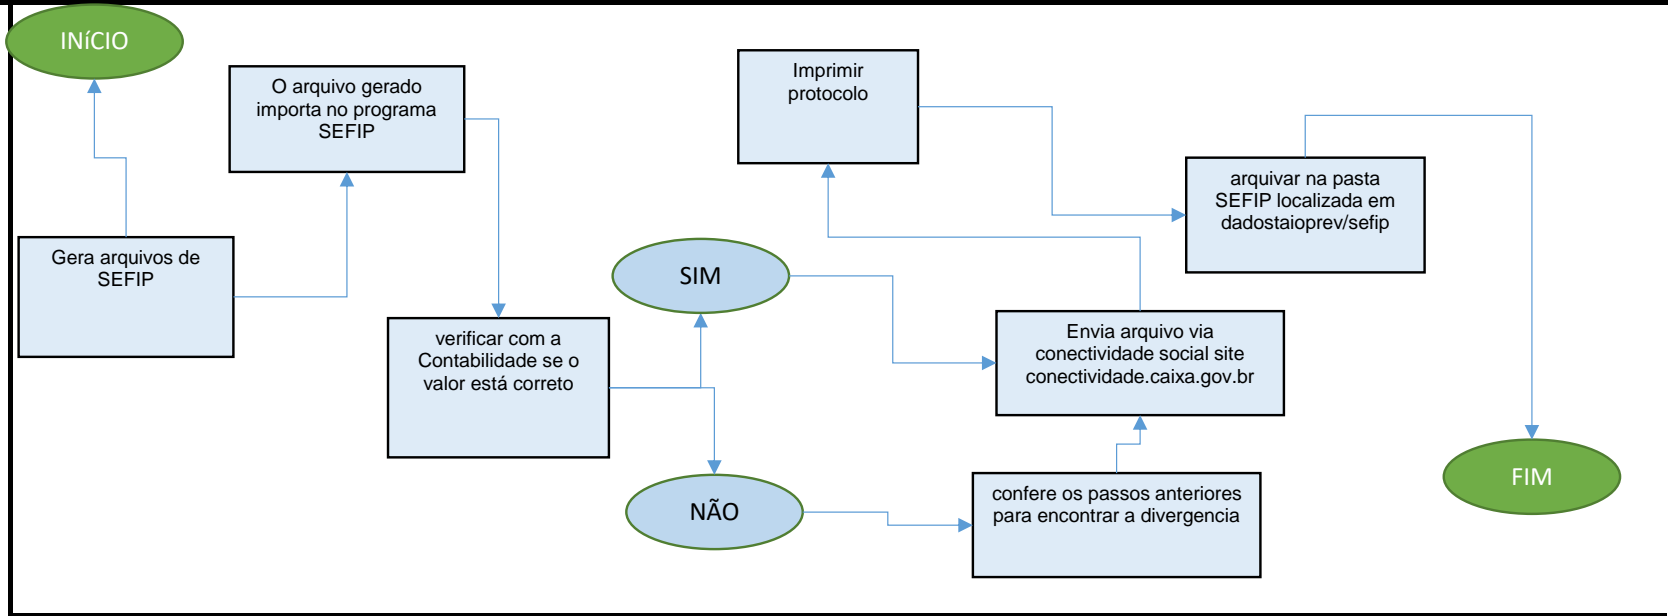 INíCIO
Gera arquivos de
SEFIP
O arquivo gerado
importa no programa
SEFIP
verificar com a
Contabilidade se o
valor está correto
SIM
NÃO
confere os passos anteriores
para encontrar a divergencia
Envia arquivo via
conectividade social site
conectividade.caixa.gov.br
Imprimir
protocolo
arquivar na pasta
SEFIP localizada em
dadostaioprev/sefip
FIM